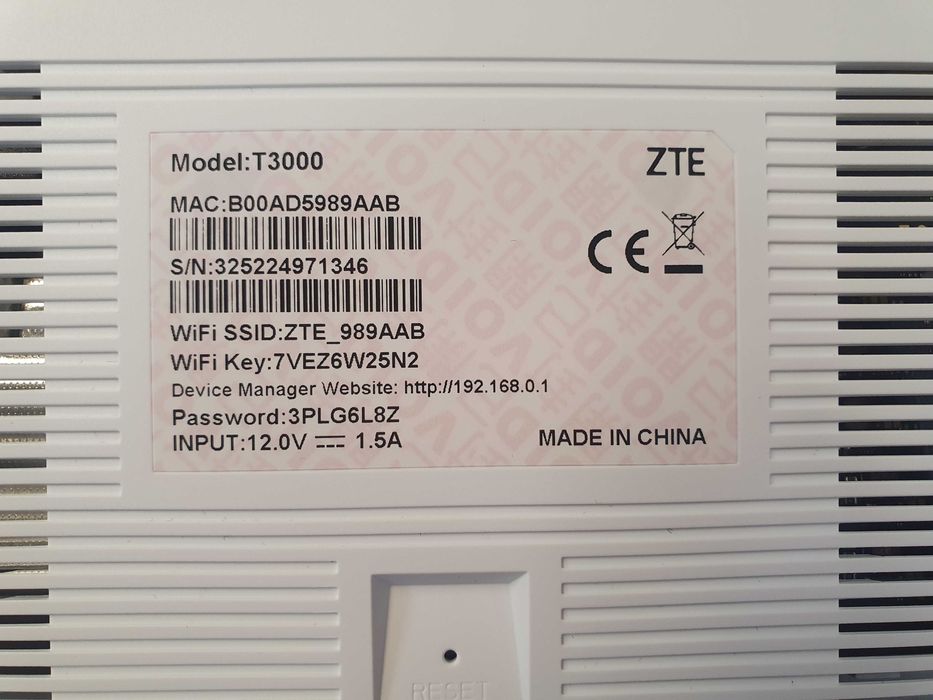 Model:T3000
ZTE
MAC:B00AD5989AAB
S/N:325224971346
CE
WiFi SSID:ZTE_989AAB
WiFi Key:7VEZ6W25N2
Device Manager Website: http://192.168.0.1
Password:3PLG6L8Z
INPUT:12.0V ⎓ 1.5A
MADE IN CHINA
RESET